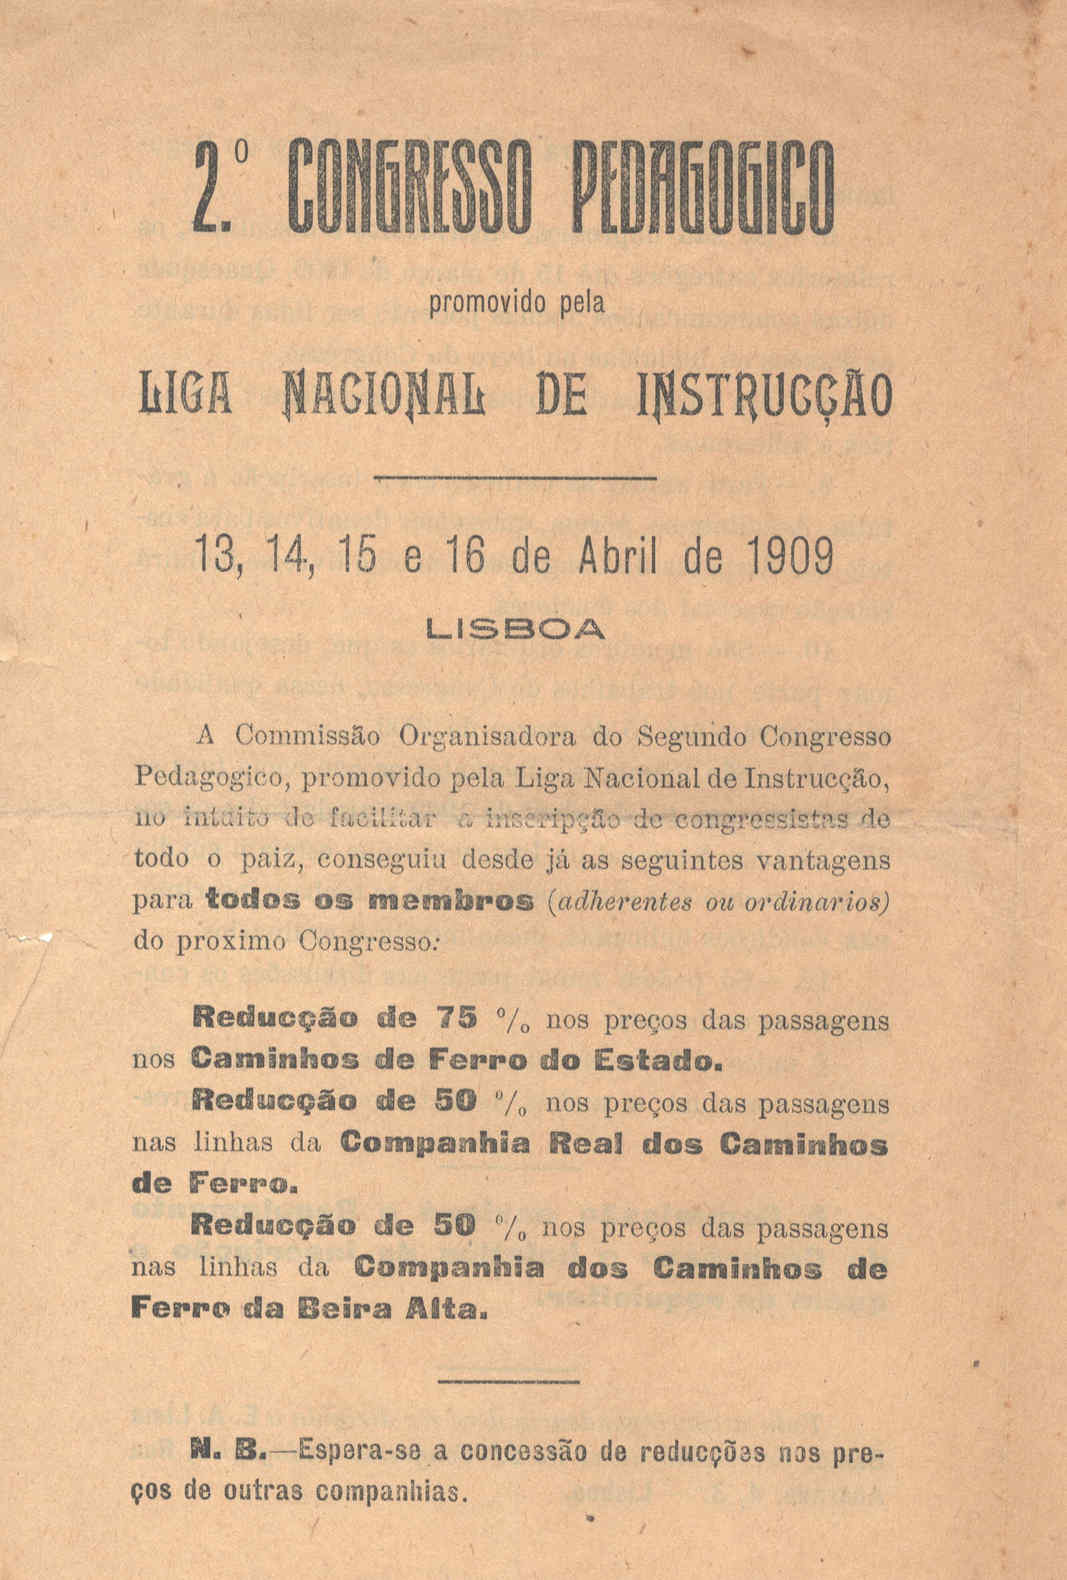 2.º CONGRESSO PEDAGOGICO
promovido pela
LIGA NACIONAL DE INSTRUCÇÃO
13, 14, 15 e 16 de Abril de 1909
LISBOA
A Commissão Organisadora do Segundo Congresso
Pedagogico, promovido pela Liga Nacional de Instrucção,
no intuito de facilitar a inscripção de congressistas de
todo o paiz, conseguiu desde já as seguintes vantagens
para todos os membros (adherentes ou ordinarios)
do proximo Congresso:
Reducção de 75 % nos preços das passagens
nos Caminhos de Ferro do Estado.
Reducção de 50 % nos preços das passagens
nas linhas da Companhia Real dos Caminhos
de Ferro.
Reducção de 50 % nos preços das passagens
nas linhas da Companhia dos Caminhos de
Ferro da Beira Alta.
N. B.—Espera-se a concessão de reducções nos pre-
ços de outras companhias.